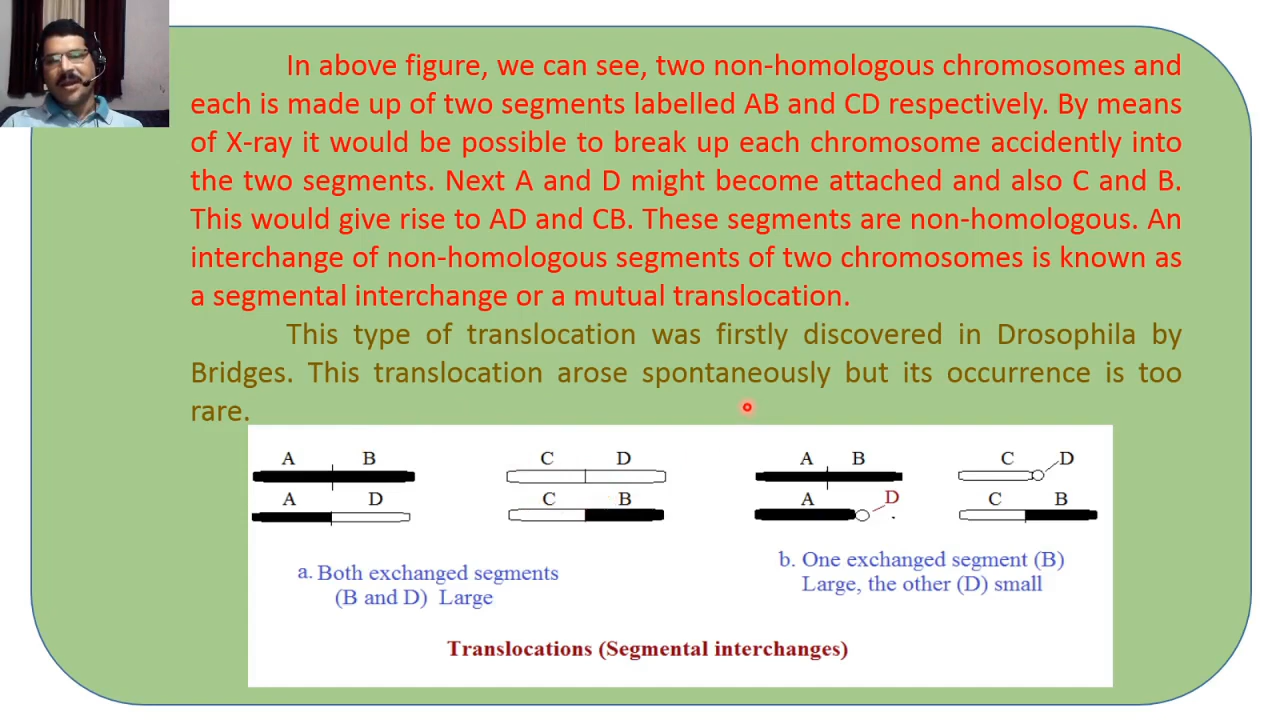 In above figure, we can see, two non-homologous chromosomes and
each is made up of two segments labelled AB and CD respectively. By means
of X-ray it would be possible to break up each chromosome accidently into
the two segments. Next A and D might become attached and also C and B.
This would give rise to AD and CB. These segments are non-homologous. An
interchange of non-homologous segments of two chromosomes is known as
a segmental interchange or a mutual translocation.
This type of translocation was firstly discovered in Drosophila by
Bridges. This translocation arose spontaneously but its occurrence is too
rare.
A B
A D
C D
C B
a. Both exchanged segments
(B and D) Large
A B
A D
C D
C B
b. One exchanged segment (B)
Large, the other (D) small
Translocations (Segmental interchanges)